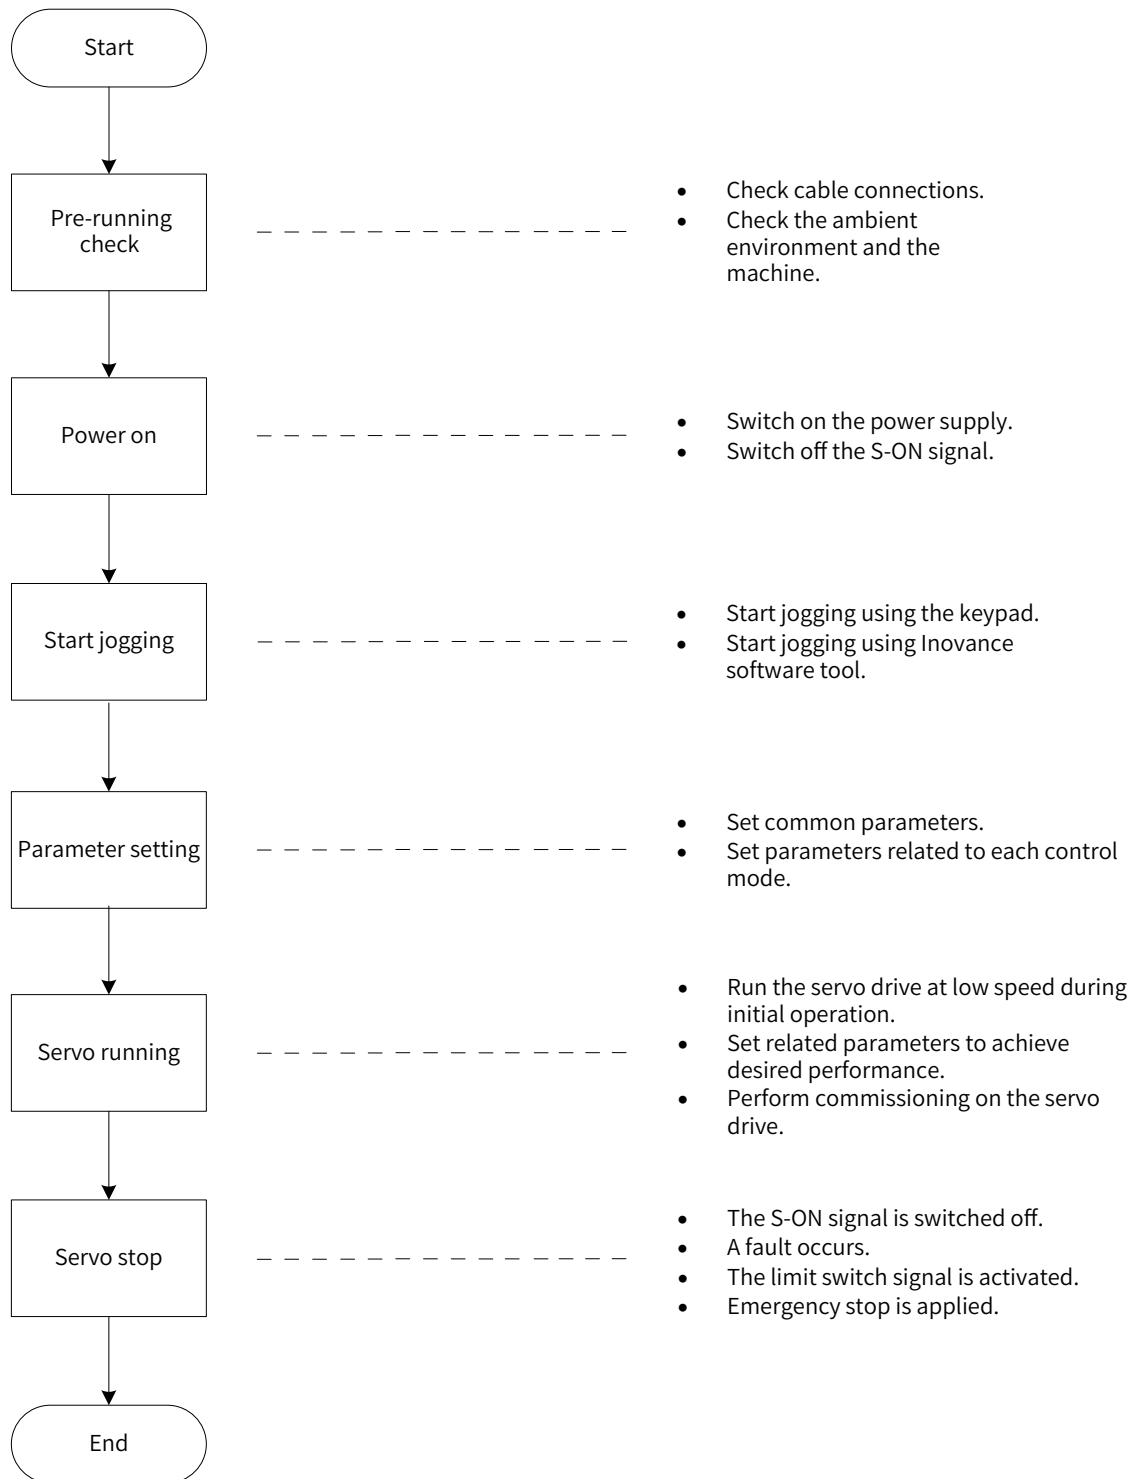 Start
Pre-running
check
• Check cable connections.
• Check the ambient
environment and the
machine.
Power on
• Switch on the power supply.
• Switch off the S-ON signal.
Start jogging
• Start jogging using the keypad.
• Start jogging using Inovance
software tool.
Parameter setting
• Set common parameters.
• Set parameters related to each control
mode.
Servo running
• Run the servo drive at low speed during
initial operation.
• Set related parameters to achieve
desired performance.
• Perform commissioning on the servo
drive.
Servo stop
• The S-ON signal is switched off.
• A fault occurs.
• The limit switch signal is activated.
• Emergency stop is applied.
End